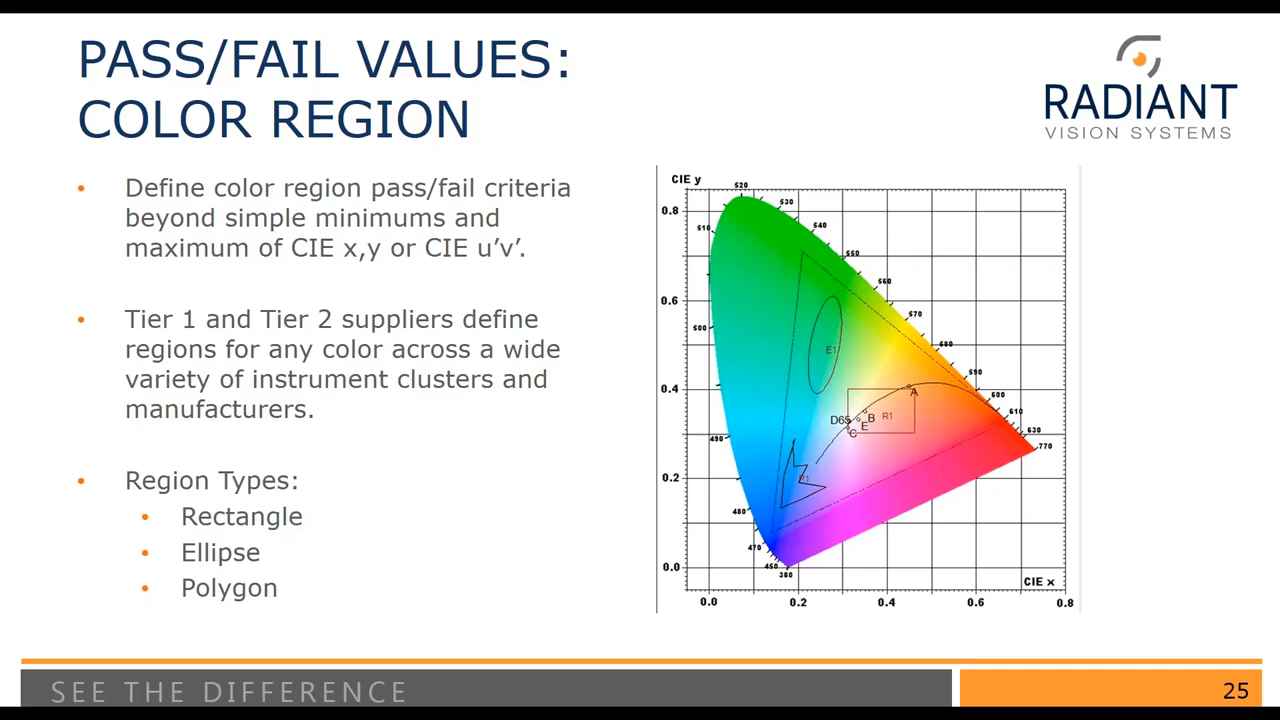 PASS/FAIL VALUES:
COLOR REGION
RADIANT
VISION SYSTEMS
• Define color region pass/fail criteria
beyond simple minimums and
maximum of CIE x,y or CIE u’v’.
• Tier 1 and Tier 2 suppliers define
regions for any color across a wide
variety of instrument clusters and
manufacturers.
• Region Types:
• Rectangle
• Ellipse
• Polygon
CIE y
520
530
0.8
510
540
550
560
0.6
570
500
580
E1
590
0.4
A
600
D65
B
R1
610
E
C
630
490
770
0.2
480
470
450
0.0
380
CIE x
0.0 0.2 0.4 0.6 0.8
SEE THE DIFFERENCE
25